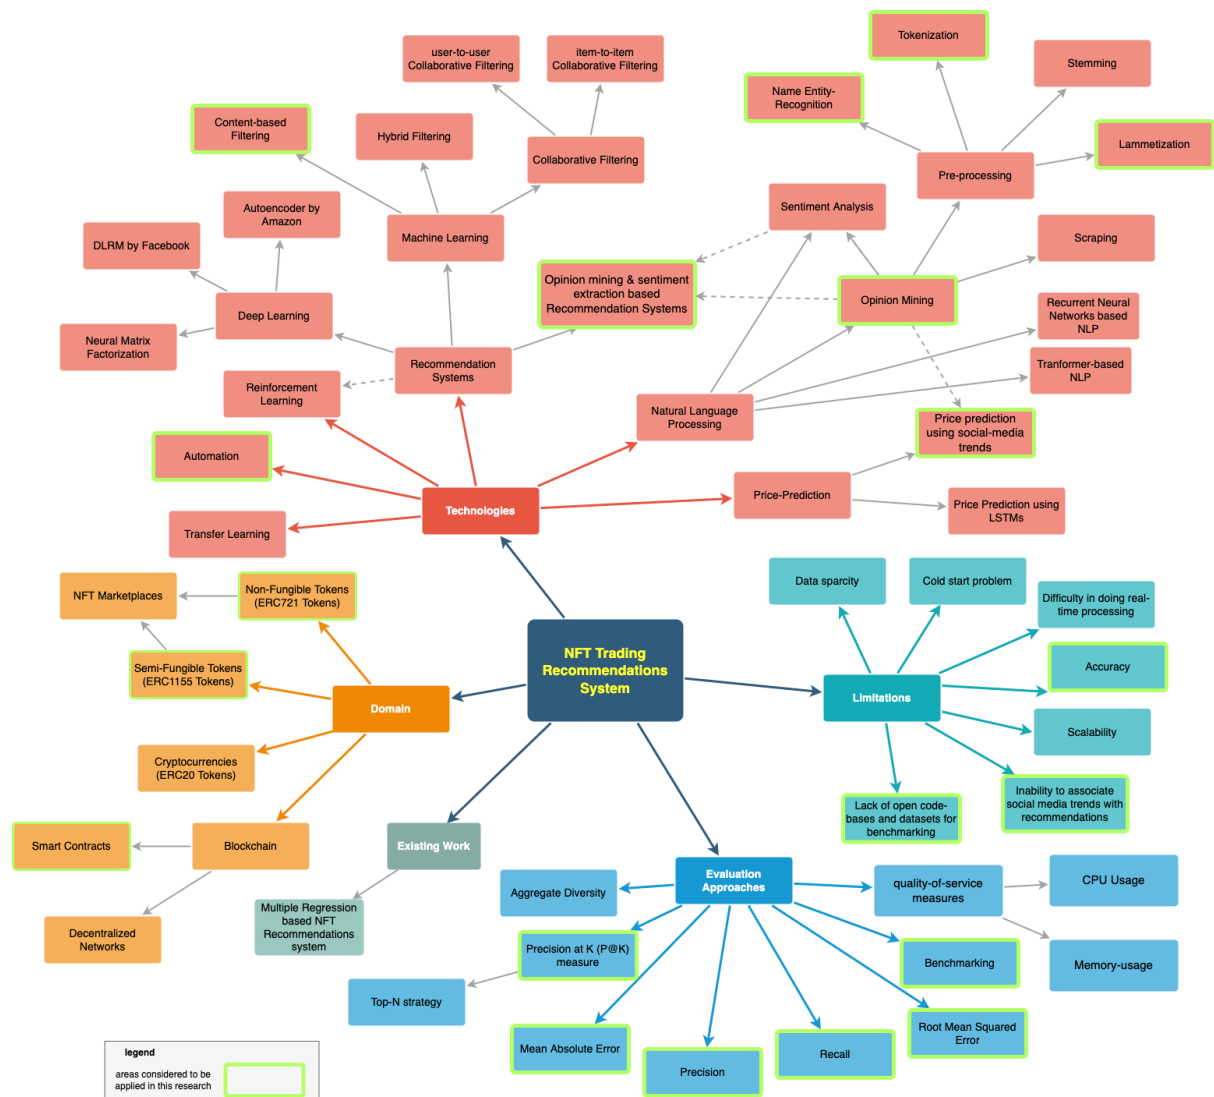 Tokenization
user-to-user
Collaborative Filtering
item-to-item
Collaborative Filtering
Stemming
Name Entity-
Recognition
Content-based
Filtering
Hybrid Filtering
Collaborative Filtering
Lammetization
Pre-processing
Autoencoder by
Amazon
Sentiment Analysis
DLRM by Facebook
Machine Learning
Scraping
Opinion mining & sentiment
extraction based
Recommendation Systems
Opinion Mining
Deep Learning
Recurrent Neural
Networks based
NLP
Neural Matrix
Factorization
Recommendation
Systems
Tranformer-based
NLP
Reinforcement
Learning
Natural Language
Processing
Price prediction
using social-media
trends
Automation
Price-Prediction
Technologies
Price Prediction using
LSTMs
Transfer Learning
NFT Marketplaces
Non-Fungible Tokens
(ERC721 Tokens)
Data sparcity
Cold start problem
Difficulty in doing real-
time processing
NFT Trading
Recommendations
System
Semi-Fungible Tokens
(ERC1155 Tokens)
Accuracy
Domain
Limitations
Scalability
Cryptocurrencies
(ERC20 Tokens)
Inability to associate
social media trends with
recommendations
Lack of open code-
bases and datasets for
benchmarking
Smart Contracts
Blockchain
Existing Work
Evaluation
Approaches
Aggregate Diversity
quality-of-service
measures
CPU Usage
Multiple Regression
based NFT
Recommendations
system
Decentralized
Networks
Precision at K (P@K)
measure
Benchmarking
Memory-usage
Top-N strategy
Root Mean Squared
Error
Mean Absolute Error
Recall
Precision
legend
areas considered to be
applied in this research